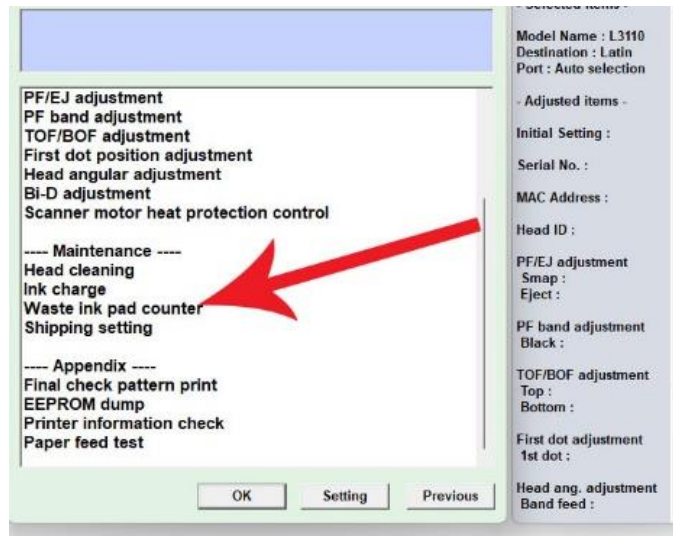 PF/EJ adjustment
PF band adjustment
TOF/BOF adjustment
First dot position adjustment
Head angular adjustment
Bi-D adjustment
Scanner motor heat protection control
---- Maintenance ----
Head cleaning
Ink charge
Waste ink pad counter
Shipping setting
---- Appendix ----
Final check pattern print
EEPROM dump
Printer information check
Paper feed test
OK
Setting
Previous
- Selected items -
Model Name : L3110
Destination : Latin
Port : Auto selection
- Adjusted items -
Initial Setting :
Serial No. :
MAC Address :
Head ID :
PF/EJ adjustment
Smap :
Eject :
PF band adjustment
Black :
TOF/BOF adjustment
Top :
Bottom :
First dot adjustment
1st dot :
Head ang. adjustment
Band feed :